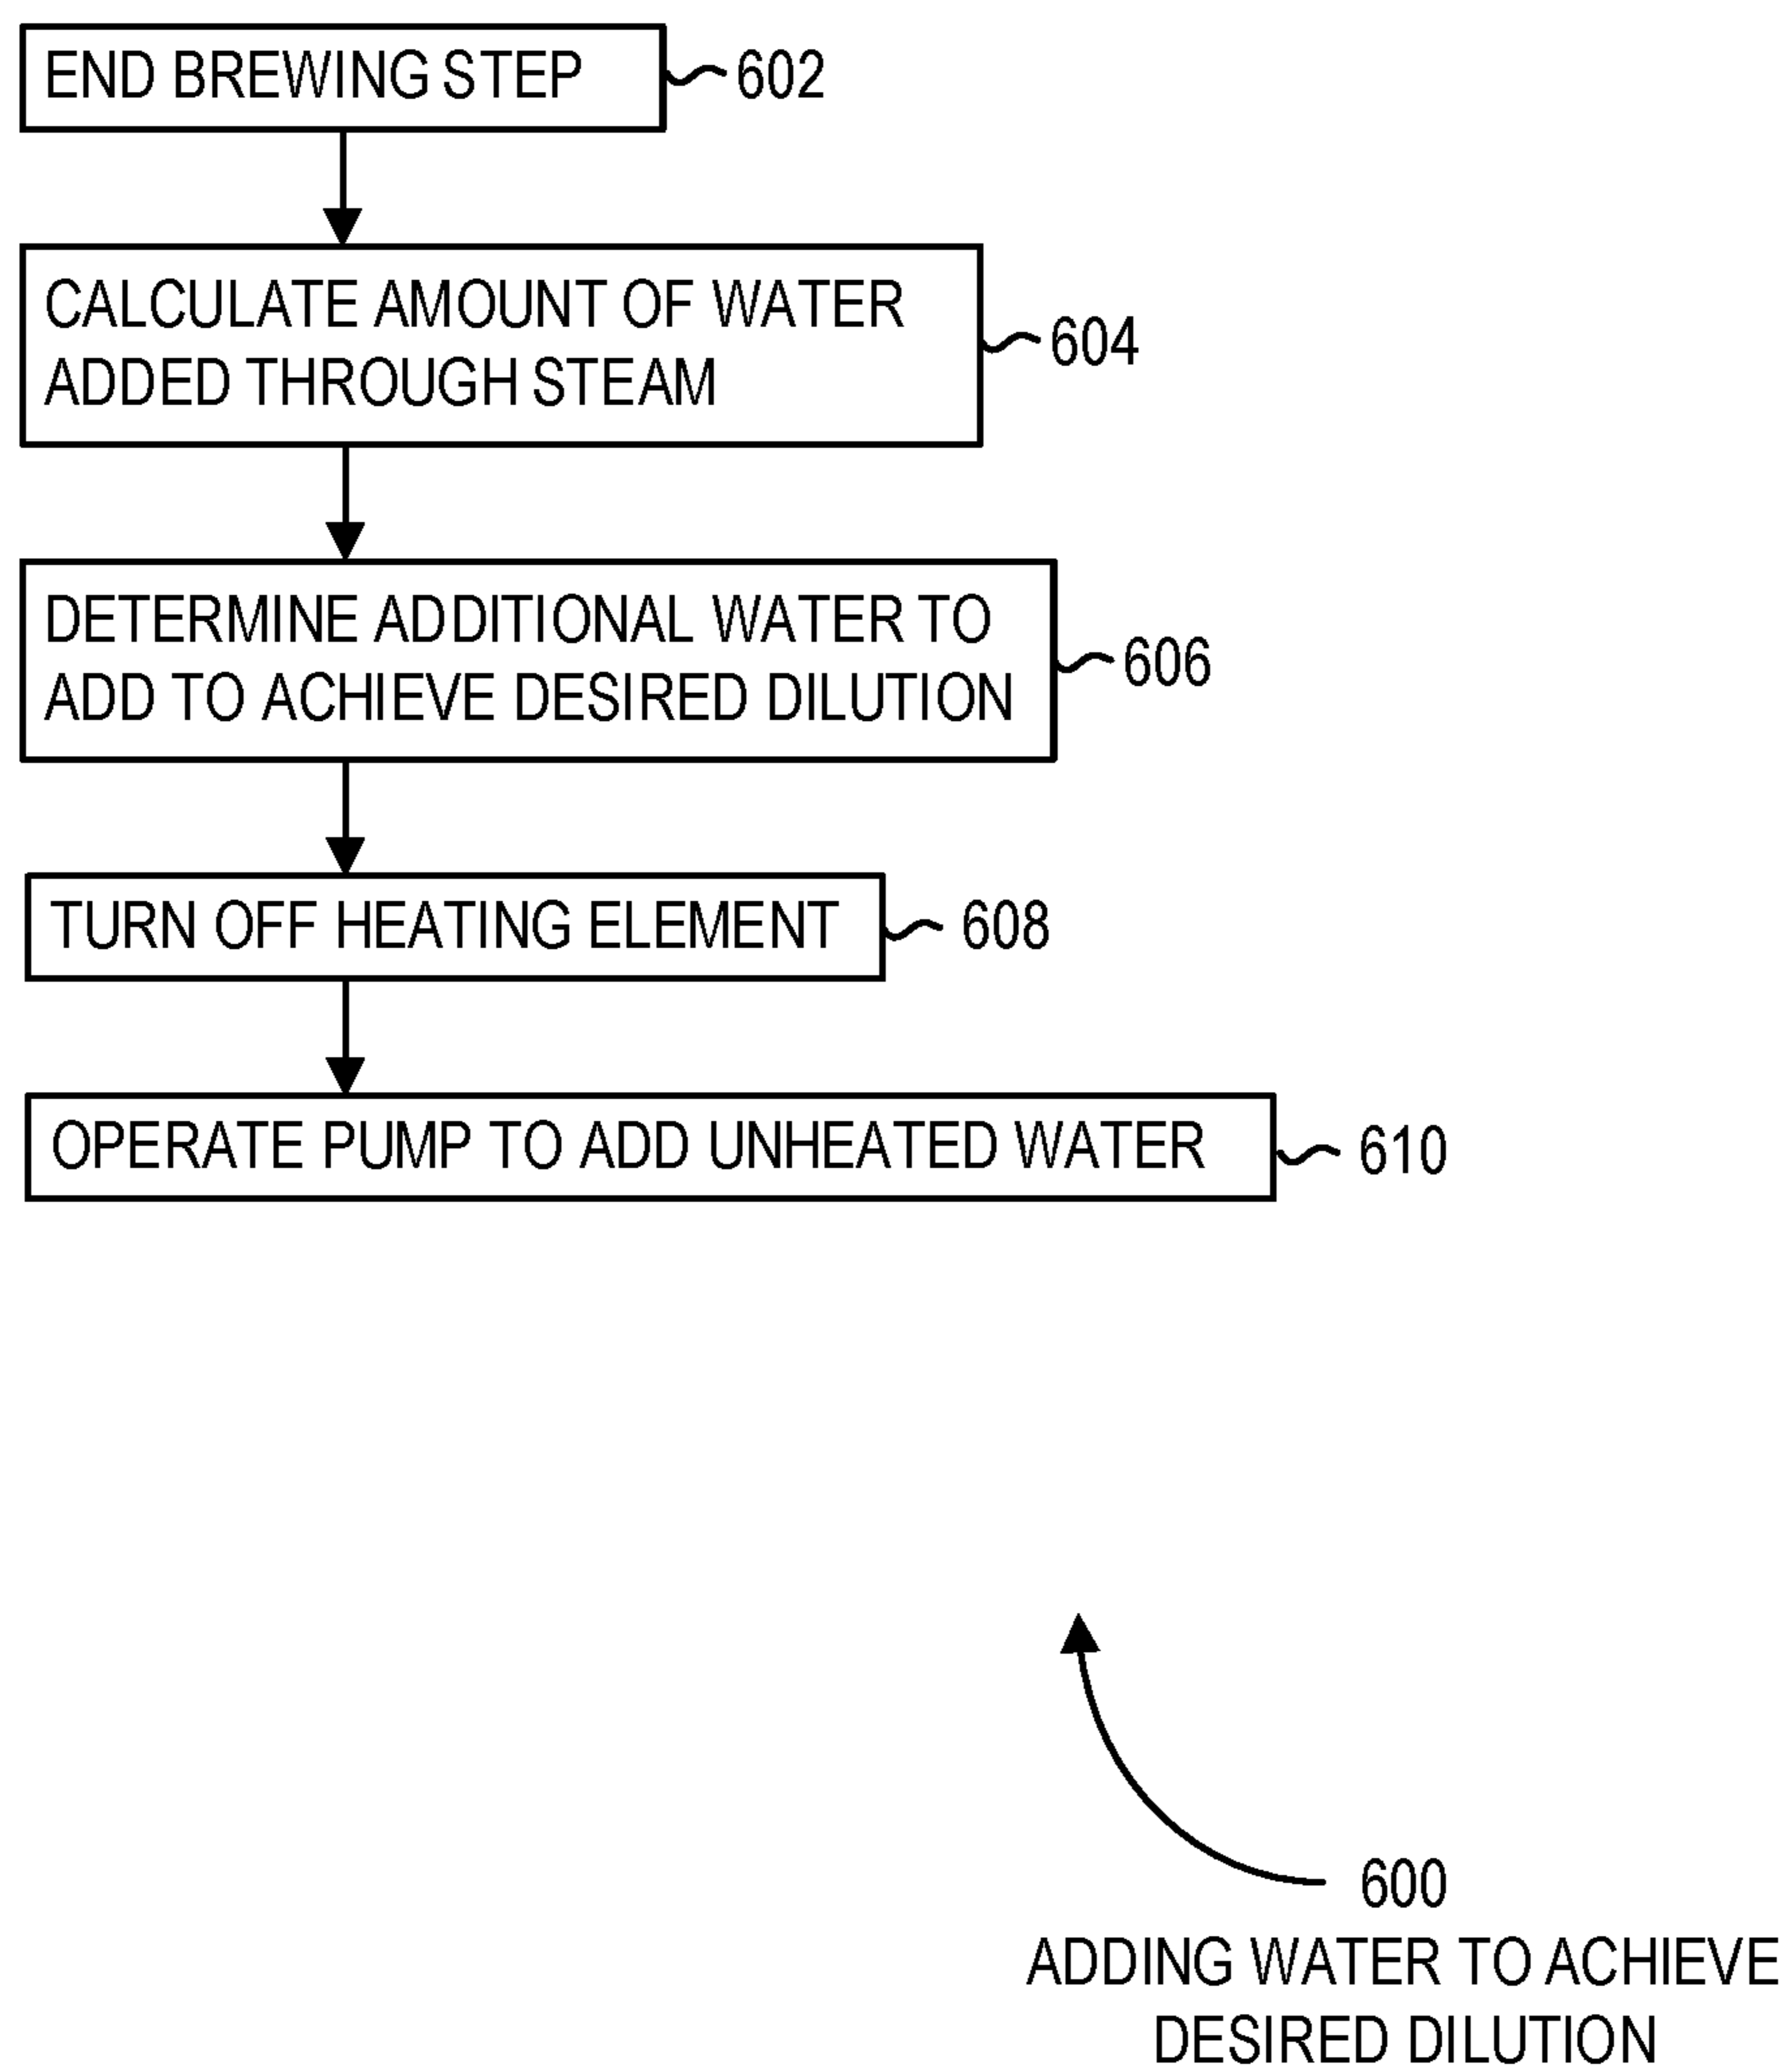 END BREWING STEP
602
CALCULATE AMOUNT OF WATER
ADDED THROUGH STEAM
604
DETERMINE ADDITIONAL WATER TO
ADD TO ACHIEVE DESIRED DILUTION
606
TURN OFF HEATING ELEMENT
608
OPERATE PUMP TO ADD UNHEATED WATER
610
600
ADDING WATER TO ACHIEVE
DESIRED DILUTION